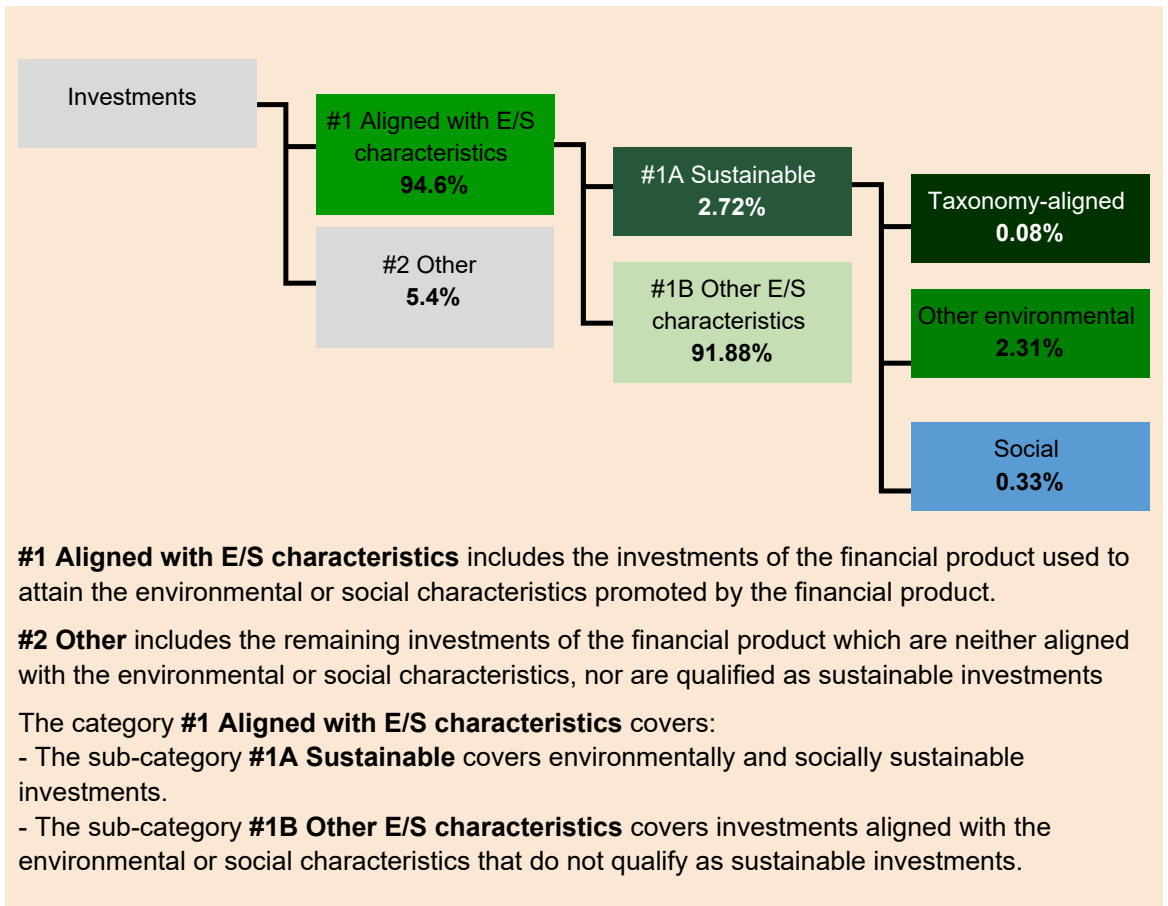 Investments
#1 Aligned with E/S
characteristics
94.6%
#2 Other
5.4%
#1A Sustainable
2.72%
#1B Other E/S
characteristics
91.88%
Taxonomy-aligned
0.08%
Other environmental
2.31%
Social
0.33%
#1 Aligned with E/S characteristics includes the investments of the financial product used to
attain the environmental or social characteristics promoted by the financial product.
#2 Other includes the remaining investments of the financial product which are neither aligned
with the environmental or social characteristics, nor are qualified as sustainable investments
The category #1 Aligned with E/S characteristics covers:
- The sub-category #1A Sustainable covers environmentally and socially sustainable
investments.
- The sub-category #1B Other E/S characteristics covers investments aligned with the
environmental or social characteristics that do not qualify as sustainable investments.